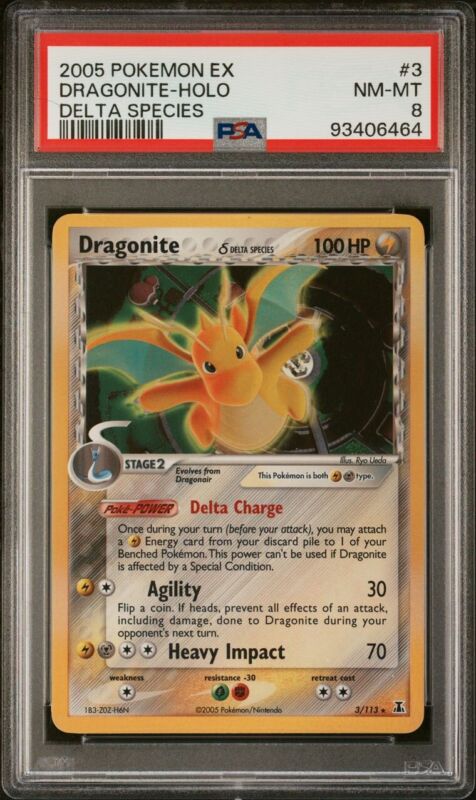 2005 POKEMON EX #3
DRAGONITE-HOLO NM-MT
DELTA SPECIES 8
PSA 93406464
Dragonite δ DELTA SPECIES 100 HP
Illus. Ryo Ueda
STAGE 2 Evolves from Dragonair
This Pokémon is both type.
Poké-POWER Delta Charge
Once during your turn (before your attack), you may attach
a Energy card from your discard pile to 1 of your
Benched Pokémon. This power can't be used if Dragonite
is affected by a Special Condition.
Agility 30
Flip a coin. If heads, prevent all effects of an attack,
including damage, done to Dragonite during your
opponent's next turn.
Heavy Impact 70
weakness resistance -30 retreat cost
183-Z0Z-H6N ©2005 Pokémon/Nintendo 3/113 ★
PSA